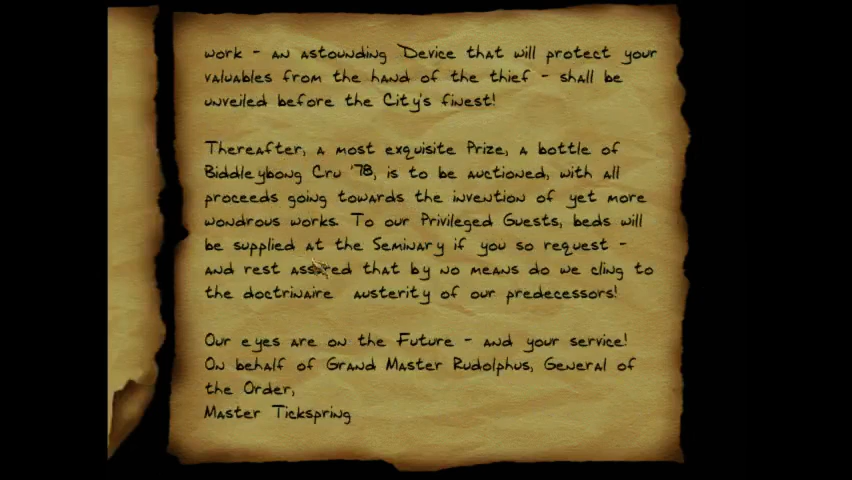 work - an astounding Device that will protect your
valuables from the hand of the thief - shall be
unveiled before the City's finest!
Thereafter, a most exquisite Prize, a bottle of
Biddleybong Cru '78, is to be auctioned, with all
proceeds going towards the invention of yet more
wondrous works. To our Privileged Guests, beds will
be supplied at the Seminary if you so request -
and rest assured that by no means do we cling to
the doctrinaire austerity of our predecessors!
Our eyes are on the Future - and your service!
On behalf of Grand Master Rudolphus, General of
the Order,
Master Tickspring